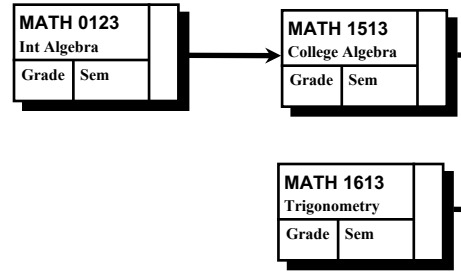 MATH 0123
Int Algebra
Grade Sem
MATH 1513
College Algebra
Grade Sem
MATH 1613
Trigonometry
Grade Sem